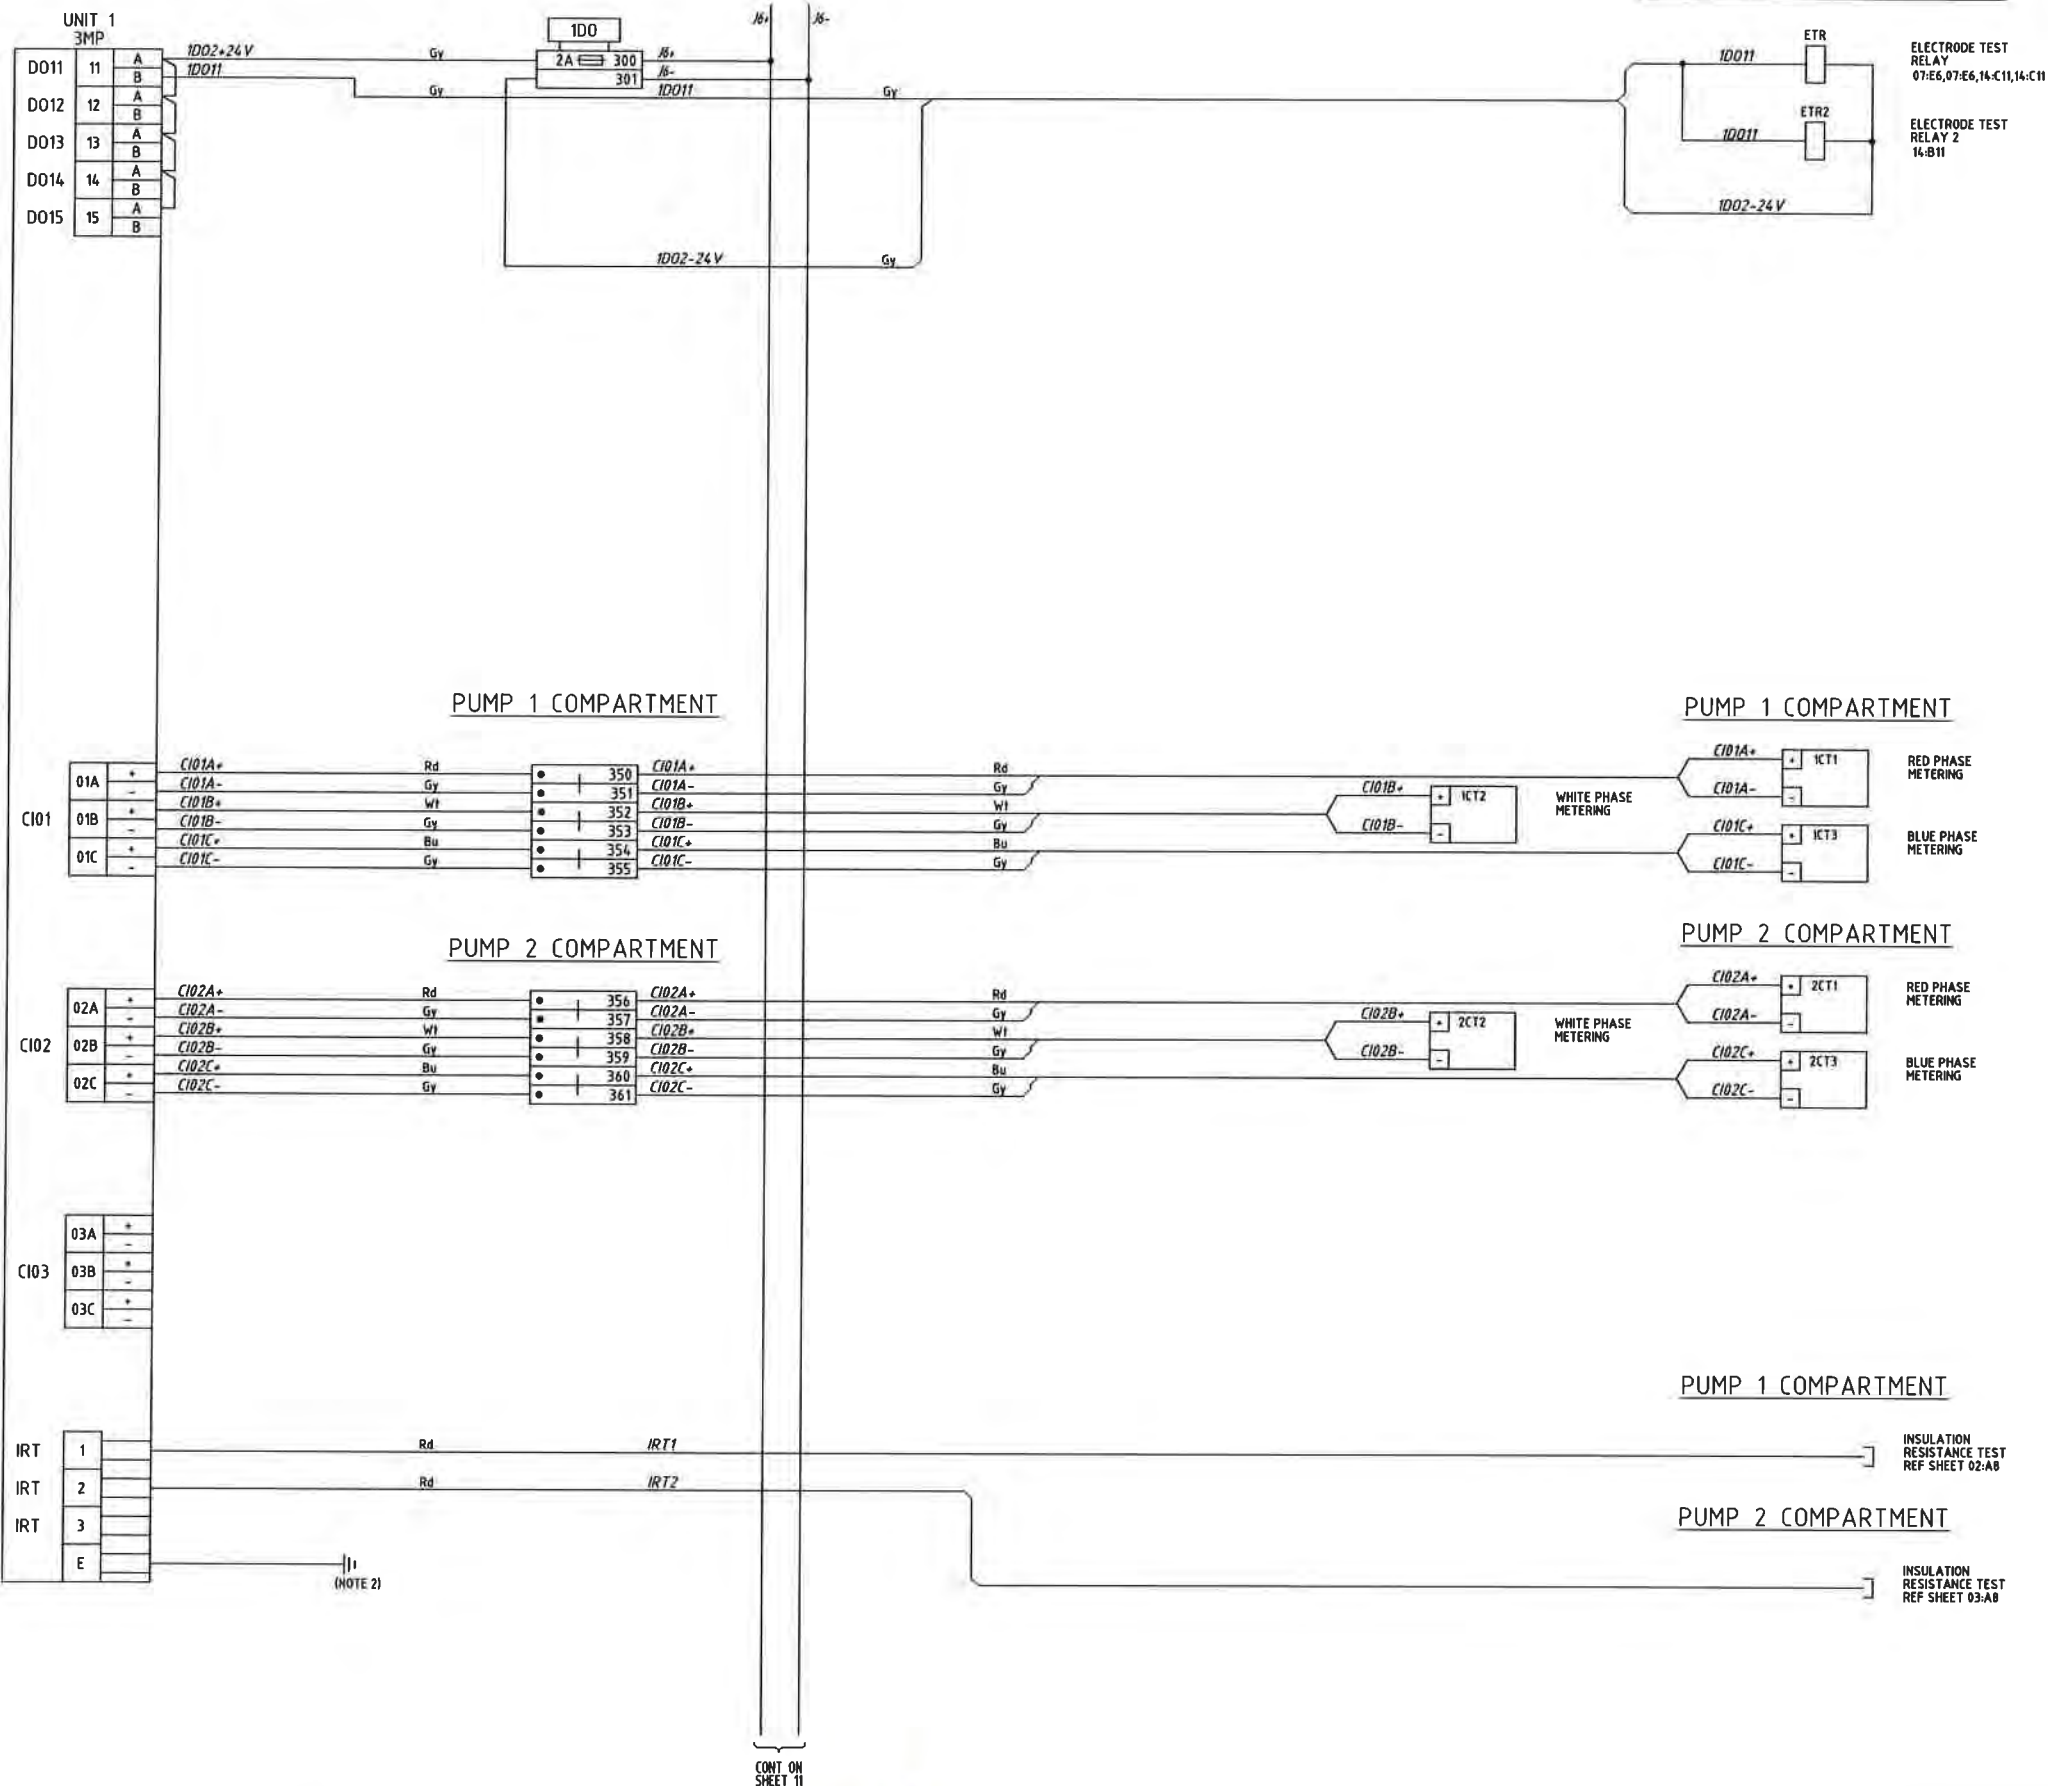 UNIT 1
3MP
J6+
J6-
1DO
DO11 11 A B
DO12 12 A B
DO13 13 A B
DO14 14 A B
DO15 15 A B
1DO2+24V Gy 2A 300 J6+
1DO11 Gy 301 J6-
1DO11 Gy
1DO2-24V Gy
1DO11 ETR
ELECTRODE TEST
RELAY
07:E6,07:E6,14:C11,14:C11
1DO11 ETR2
ELECTRODE TEST
RELAY 2
14:B11
1DO2-24V
PUMP 1 COMPARTMENT
PUMP 1 COMPARTMENT
CI01
01A + -
01B + -
01C + -
CI01A+ Rd 350 CI01A+ Rd
CI01A- Gy 351 CI01A- Gy
CI01B+ Wt 352 CI01B+ Wt
CI01B- Gy 353 CI01B- Gy
CI01C+ Bu 354 CI01C+ Bu
CI01C- Gy 355 CI01C- Gy
CI01B+ + 1CT2
CI01B- -
WHITE PHASE
METERING
CI01A+ + 1CT1
CI01A- -
RED PHASE
METERING
CI01C+ + 1CT3
CI01C- -
BLUE PHASE
METERING
PUMP 2 COMPARTMENT
PUMP 2 COMPARTMENT
CI02
02A + -
02B + -
02C + -
CI02A+ Rd 356 CI02A+ Rd
CI02A- Gy 357 CI02A- Gy
CI02B+ Wt 358 CI02B+ Wt
CI02B- Gy 359 CI02B- Gy
CI02C+ Bu 360 CI02C+ Bu
CI02C- Gy 361 CI02C- Gy
CI02B+ + 2CT2
CI02B- -
WHITE PHASE
METERING
CI02A+ + 2CT1
CI02A- -
RED PHASE
METERING
CI02C+ + 2CT3
CI02C- -
BLUE PHASE
METERING
CI03
03A + -
03B + -
03C + -
PUMP 1 COMPARTMENT
IRT 1 Rd IRT1
INSULATION
RESISTANCE TEST
REF SHEET 02:A8
IRT 2 Rd IRT2
IRT 3
PUMP 2 COMPARTMENT
E
(NOTE 2)
INSULATION
RESISTANCE TEST
REF SHEET 03:A8
CONT ON
SHEET 11